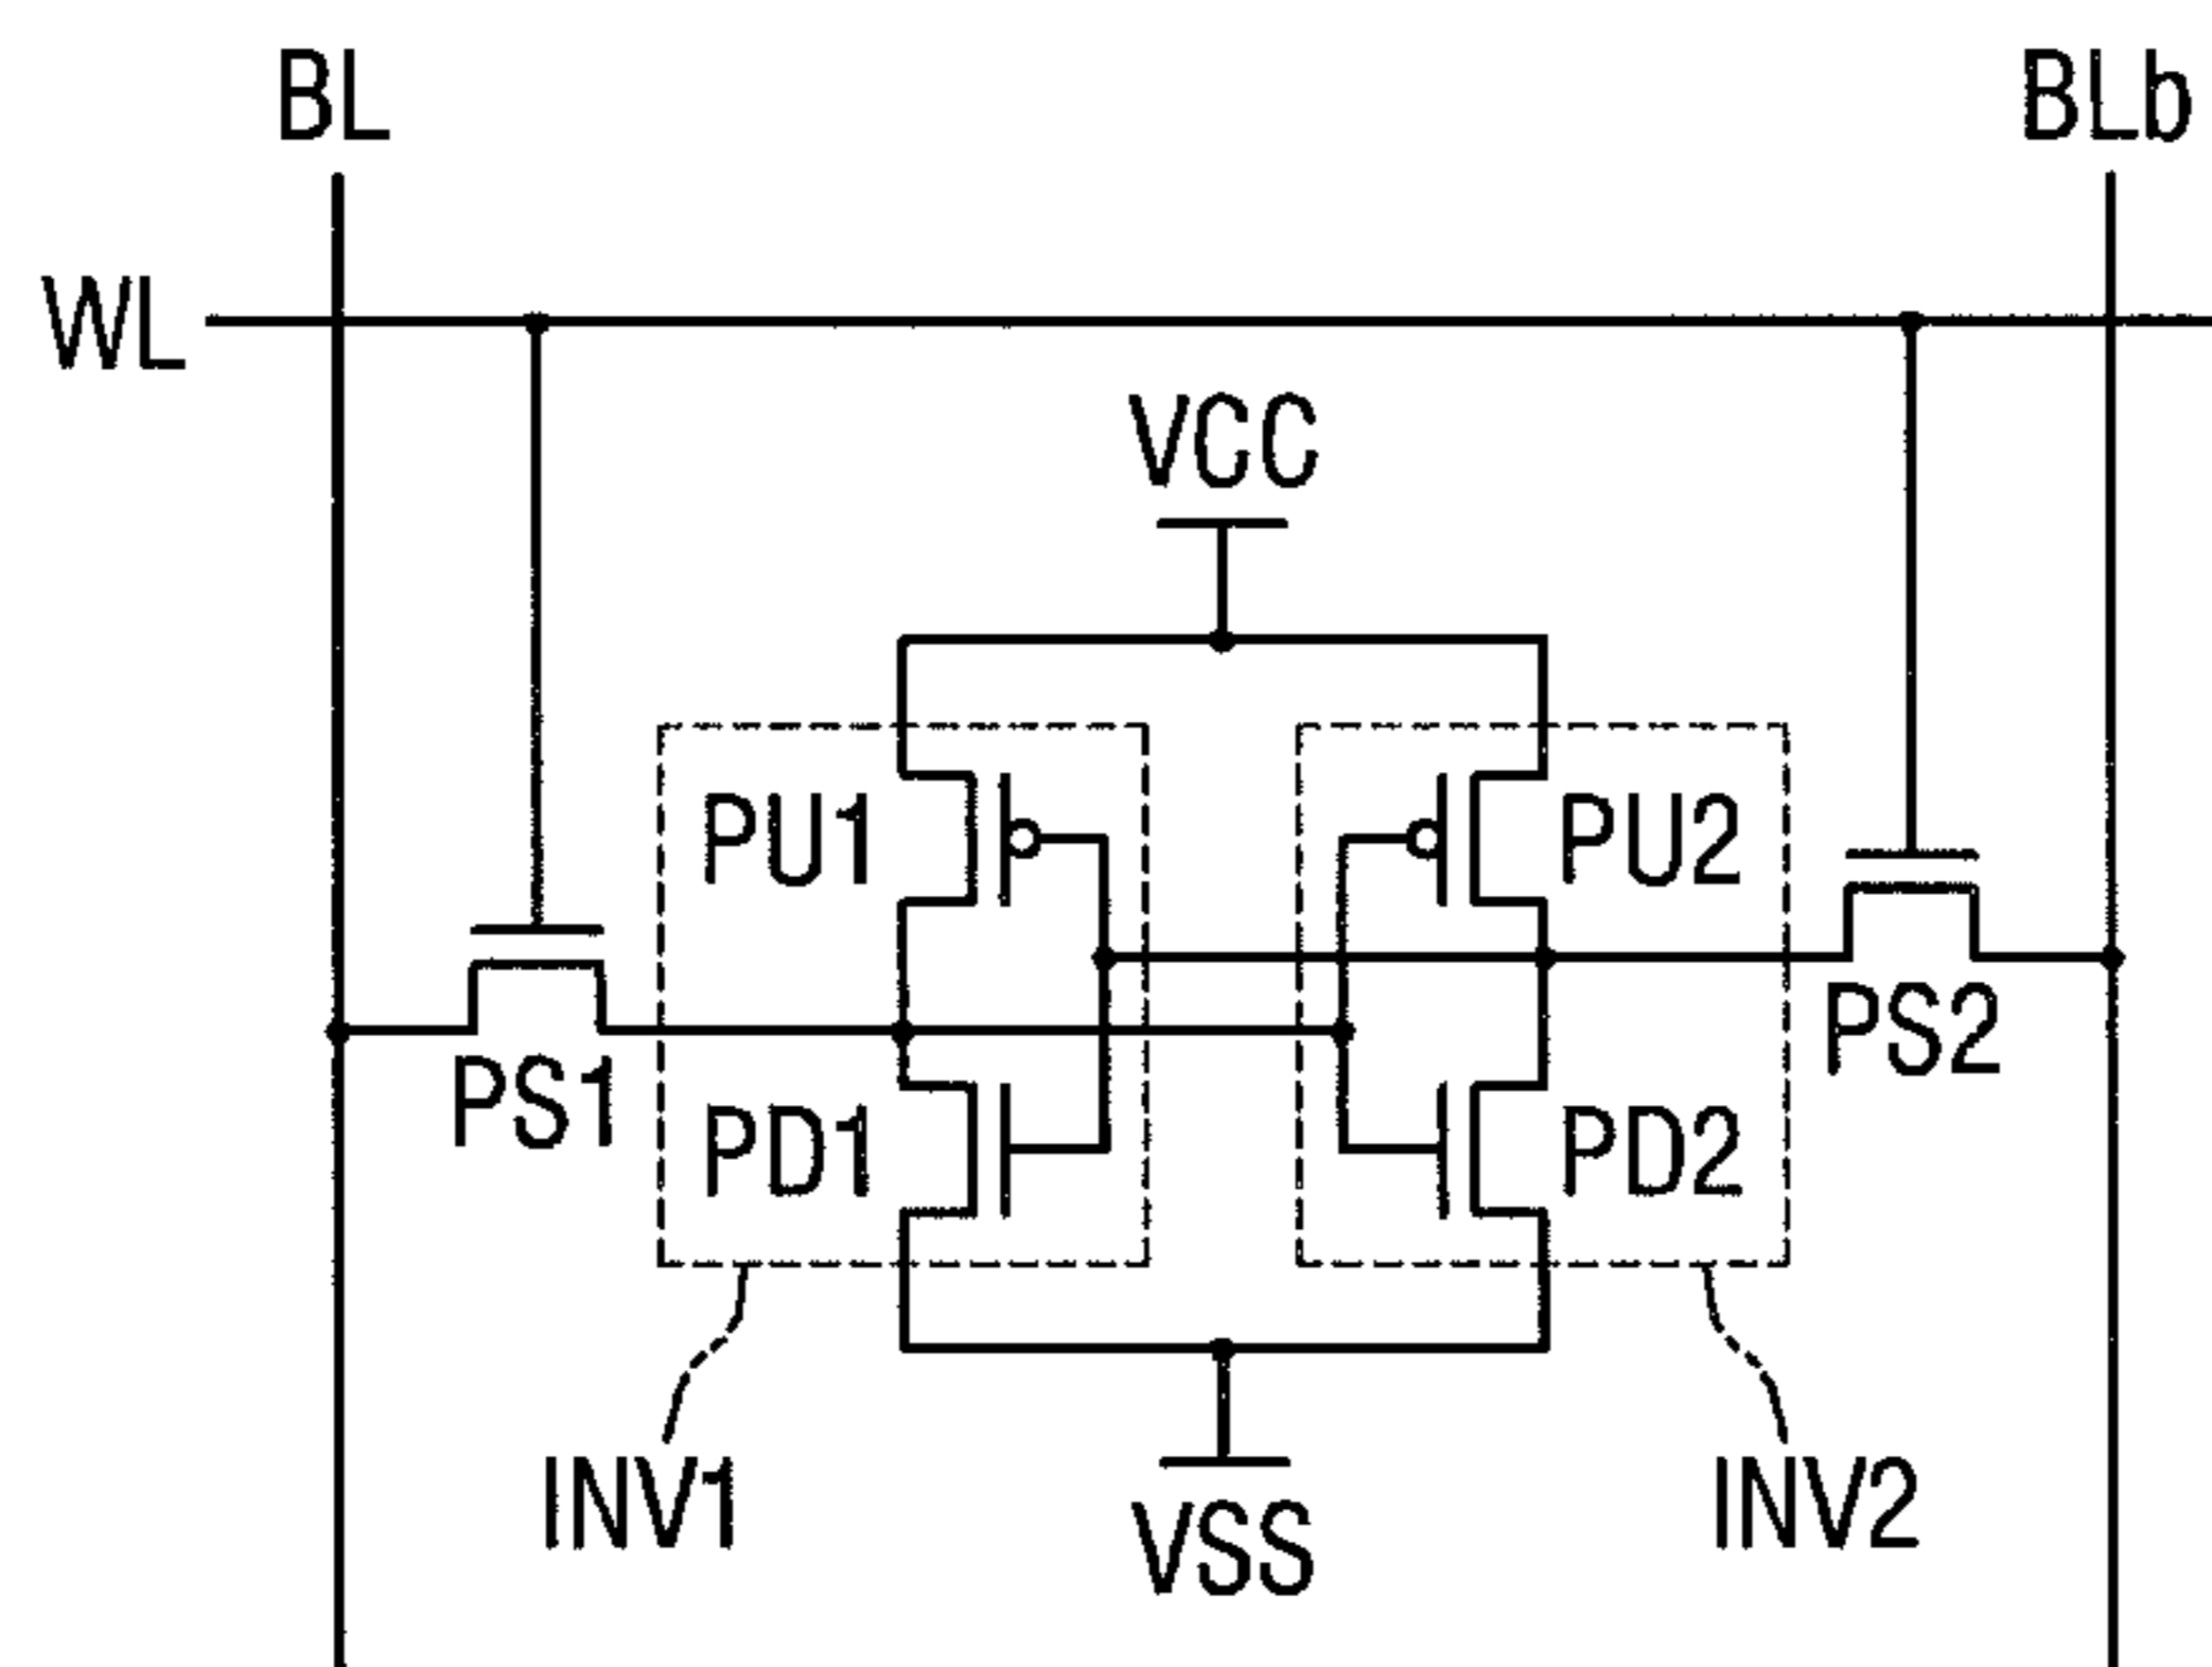 BL
BLb
WL
VCC
PU1
PU2
PS1
PS2
PD1
PD2
INV1
INV2
VSS